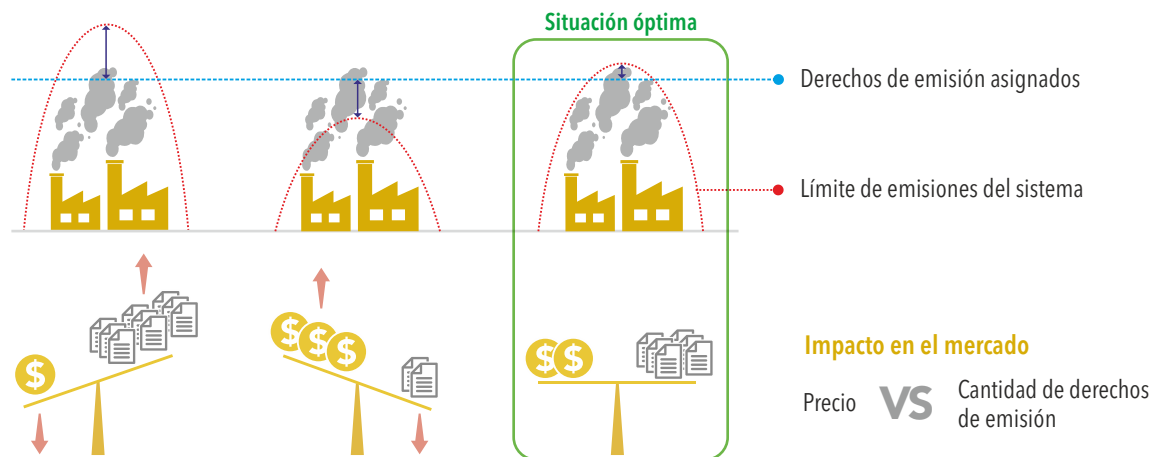 Situación óptima
Derechos de emisión asignados
Límite de emisiones del sistema
$
$ $ $
$ $
Impacto en el mercado
Precio VS Cantidad de derechos
de emisión